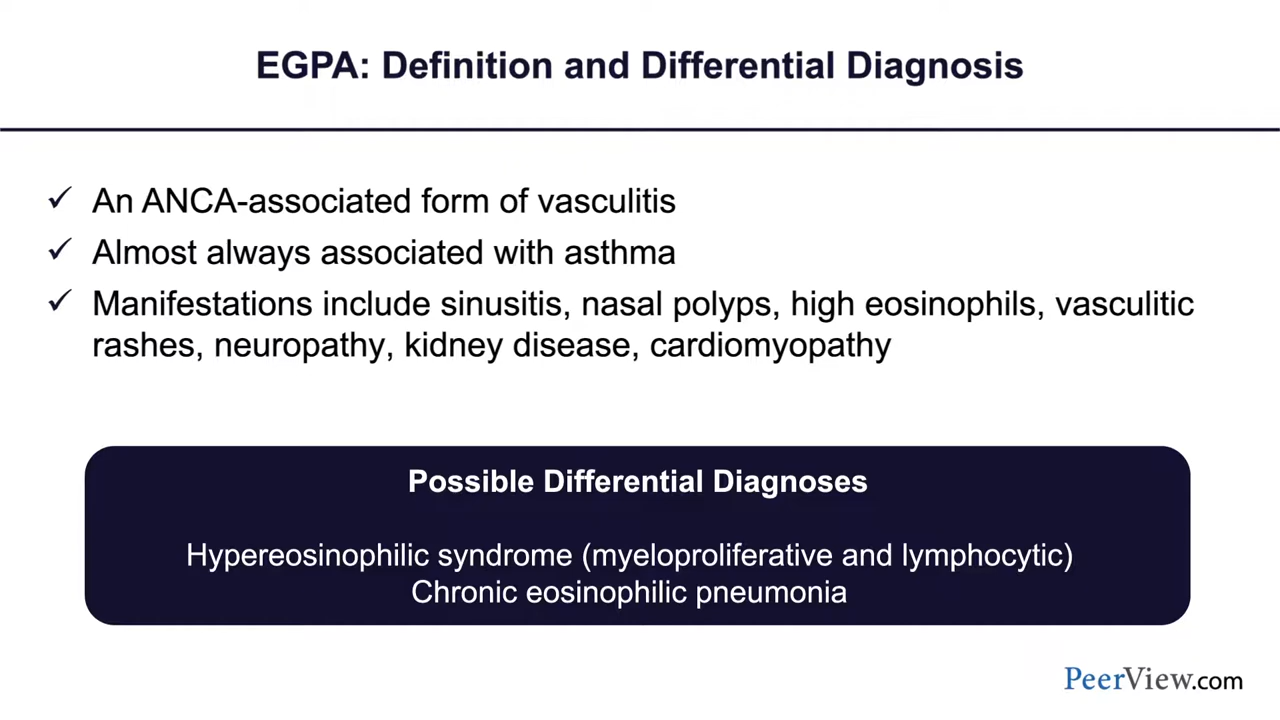 EGPA: Definition and Differential Diagnosis
✓ An ANCA-associated form of vasculitis
✓ Almost always associated with asthma
✓ Manifestations include sinusitis, nasal polyps, high eosinophils, vasculitic
rashes, neuropathy, kidney disease, cardiomyopathy
Possible Differential Diagnoses
Hypereosinophilic syndrome (myeloproliferative and lymphocytic)
Chronic eosinophilic pneumonia
PeerView.com